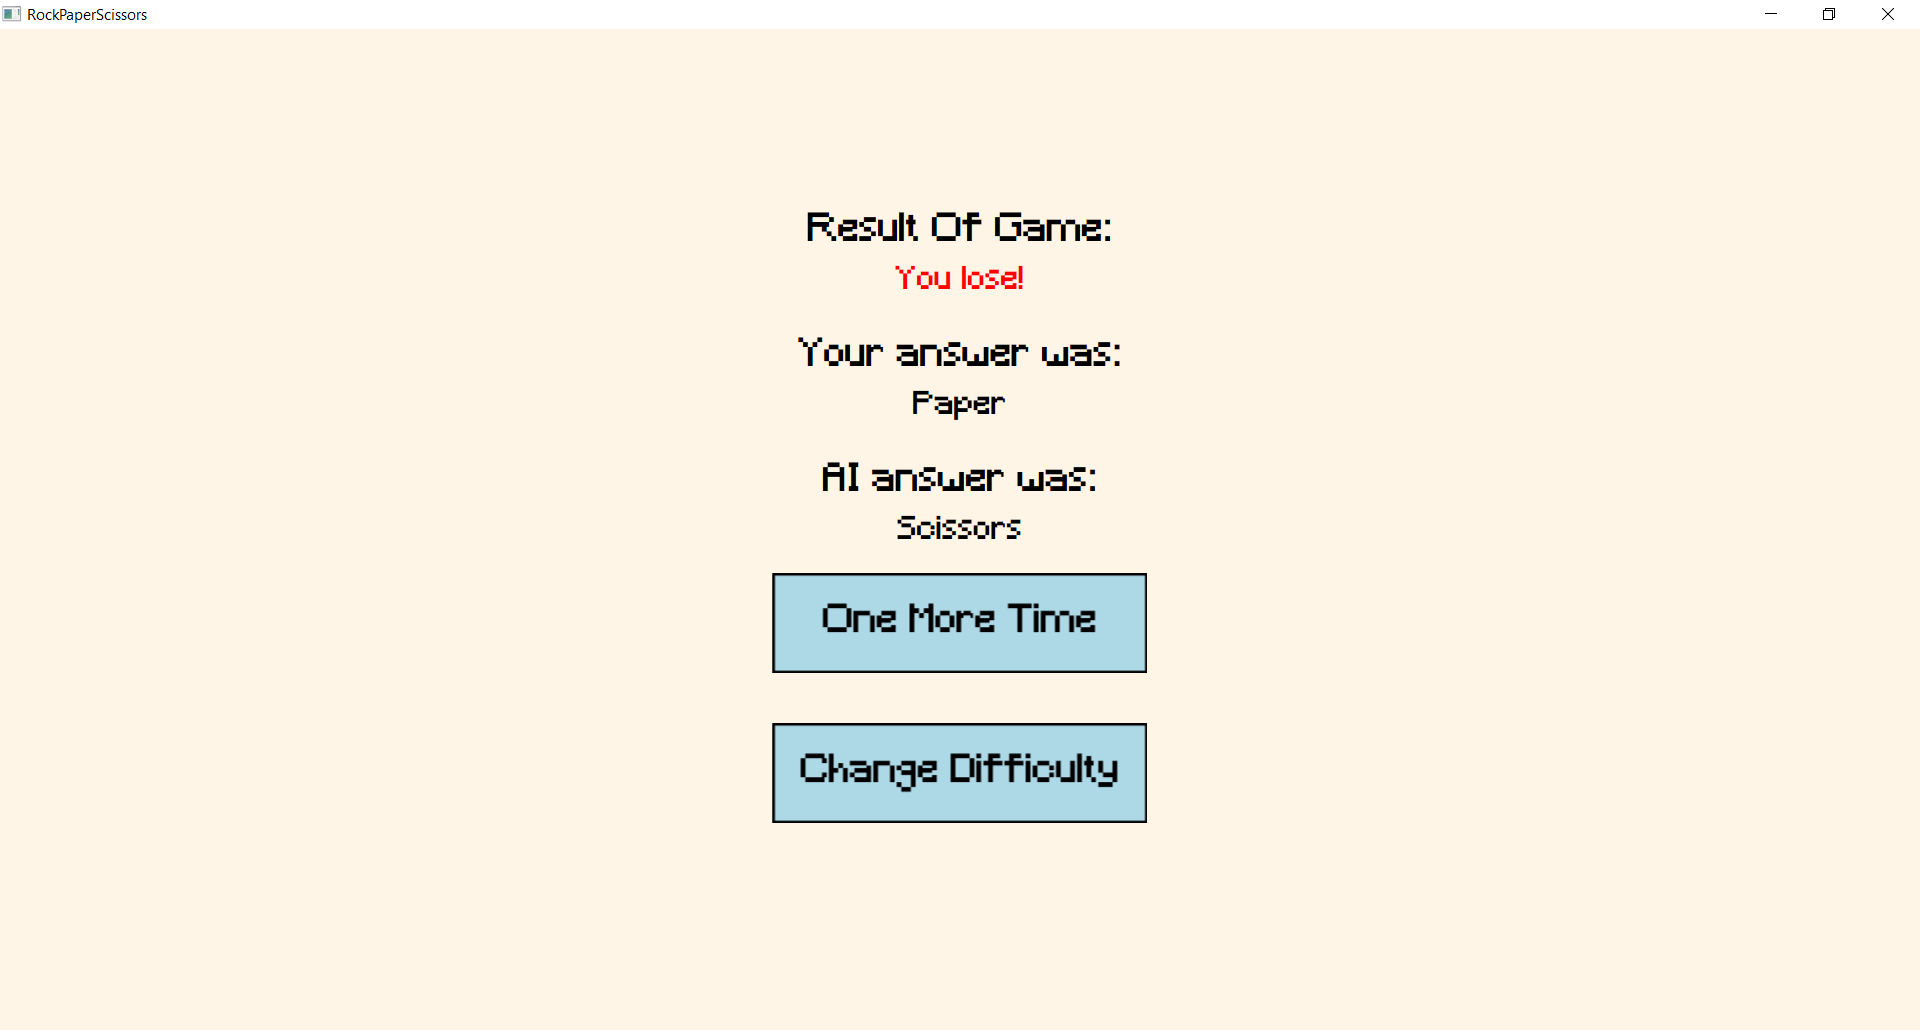 RockPaperScissors
Result Of Game:
You lose!
Your answer was:
Paper
AI answer was:
Scissors
One More Time
Change Difficulty